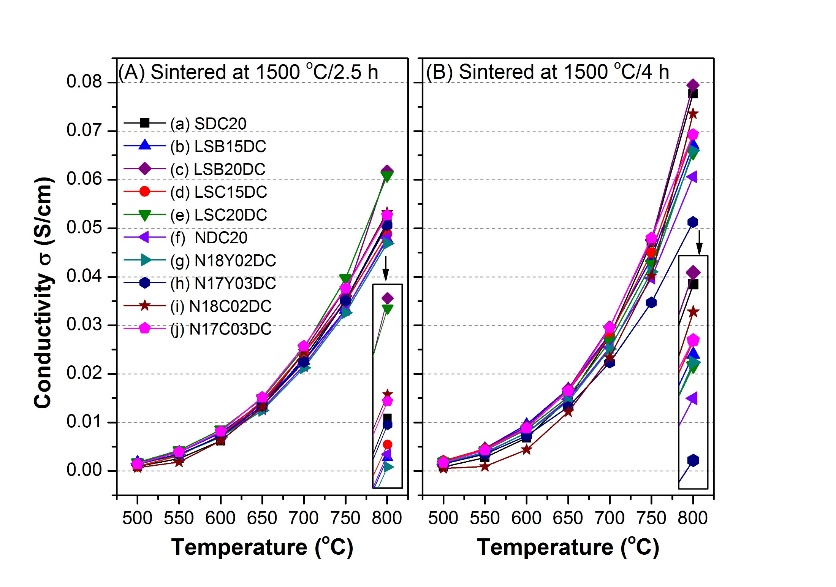 (A) Sintered at 1500 °C/2.5 h
(B) Sintered at 1500 °C/4 h
0.08
0.07
0.06
0.05
0.04
0.03
0.02
0.01
0.00
Conductivity σ (S/cm)
(a) SDC20
(b) LSB15DC
(c) LSB20DC
(d) LSC15DC
(e) LSC20DC
(f) NDC20
(g) N18Y02DC
(h) N17Y03DC
(i) N18C02DC
(j) N17C03DC
500 550 600 650 700 750 800
500 550 600 650 700 750 800
Temperature (°C)
Temperature (°C)